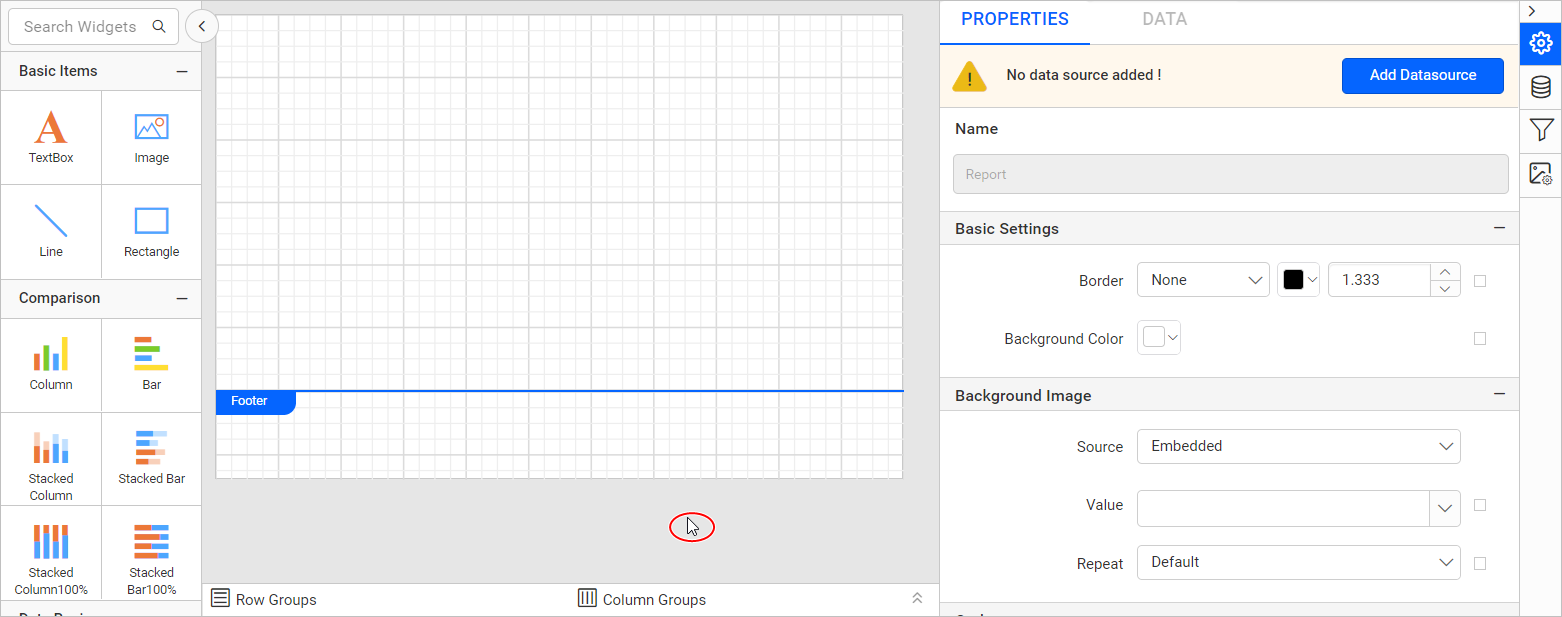 Search Widgets
Basic Items
TextBox
Image
Line
Rectangle
Comparison
Column
Bar
Stacked
Column
Stacked Bar
Stacked
Column100%
Stacked
Bar100%
Footer
Row Groups
Column Groups
PROPERTIES
DATA
No data source added !
Add Datasource
Name
Report
Basic Settings
Border
None
1.333
Background Color
Background Image
Source
Embedded
Value
Repeat
Default